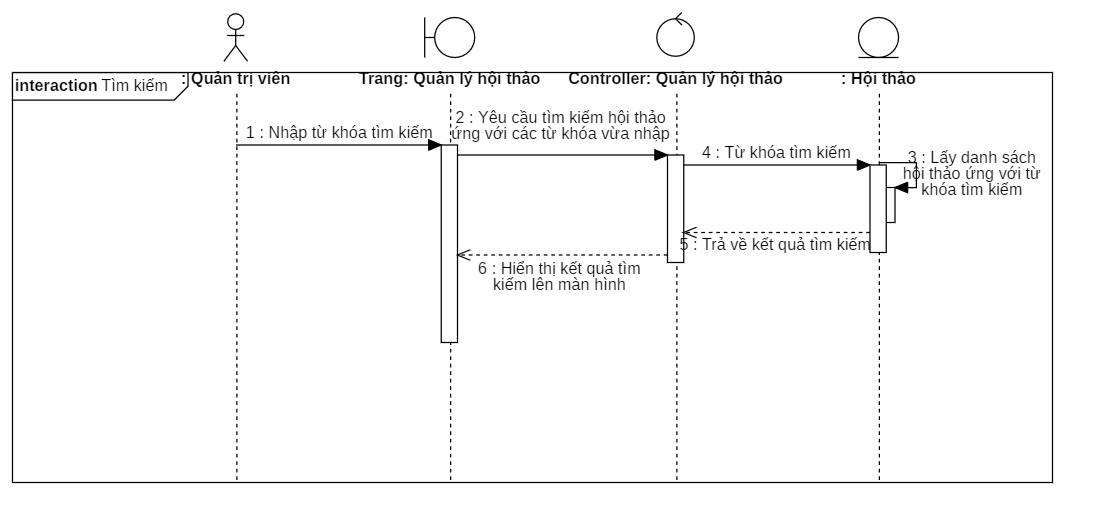 :Quản trị viên
Trang: Quản lý hội thảo
Controller: Quản lý hội thảo
: Hội thảo
interaction Tìm kiếm
1 : Nhập từ khóa tìm kiếm
2 : Yêu cầu tìm kiếm hội thảo
ứng với các từ khóa vừa nhập
4 : Từ khóa tìm kiếm
3 : Lấy danh sách
hội thảo ứng với từ
khóa tìm kiếm
5 : Trả về kết quả tìm kiếm
6 : Hiển thị kết quả tìm
kiếm lên màn hình